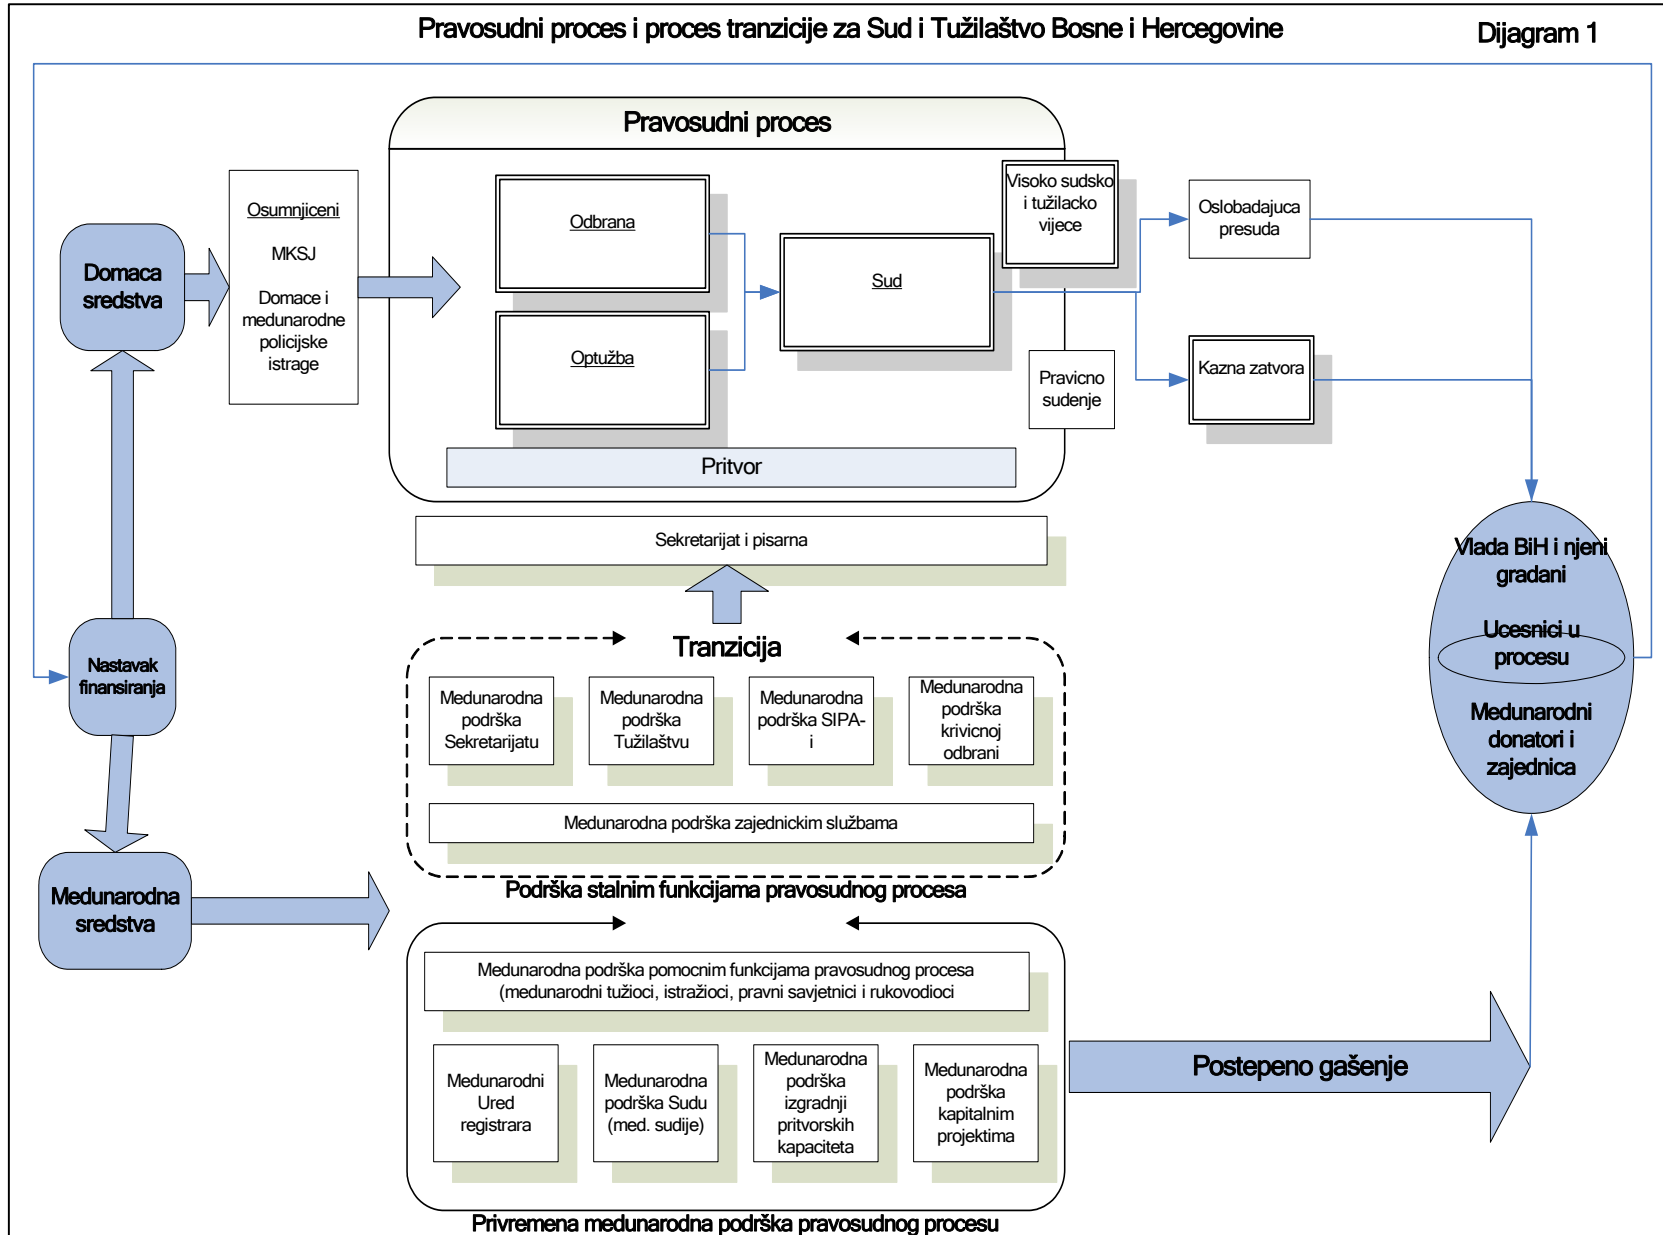 Pravosudni proces i proces tranzicije za Sud i Tužilaštvo Bosne i Hercegovine
Dijagram 1
Pravosudni proces
Osumnjiceni
MKSJ
Domace i
medunarodne
policijske
istrage
Domaca
sredstva
Odbrana
Optužba
Sud
Visoko sudsko
i tužilacko
vijece
Pravicno
sudenje
Oslobadajuca
presuda
Kazna zatvora
Pritvor
Sekretarijat i pisarna
Tranzicija
Nastavak
finansiranja
Medunarodna
podrška
Sekretarijatu
Medunarodna
podrška
Tužilaštvu
Medunarodna
podrška SIPA-
i
Medunarodna
podrška
krivicnoj
odbrani
Medunarodna podrška zajednickim službama
Podrška stalnim funkcijama pravosudnog procesa
Vlada BiH i njeni
gradani
Ucesnici u
procesu
Medunarodni
donatori i
zajednica
Medunarodna
sredstva
Medunarodna podrška pomocnim funkcijama pravosudnog procesa
(medunarodni tužioci, istražioci, pravni savjetnici i rukovodioci
Medunarodni
Ured
registrara
Medunarodna
podrška Sudu
(med. sudije)
Medunarodna
podrška
izgradnji
pritvorskih
kapaciteta
Medunarodna
podrška
kapitalnim
projektima
Postepeno gašenje
Privremena medunarodna podrška pravosudnog procesu